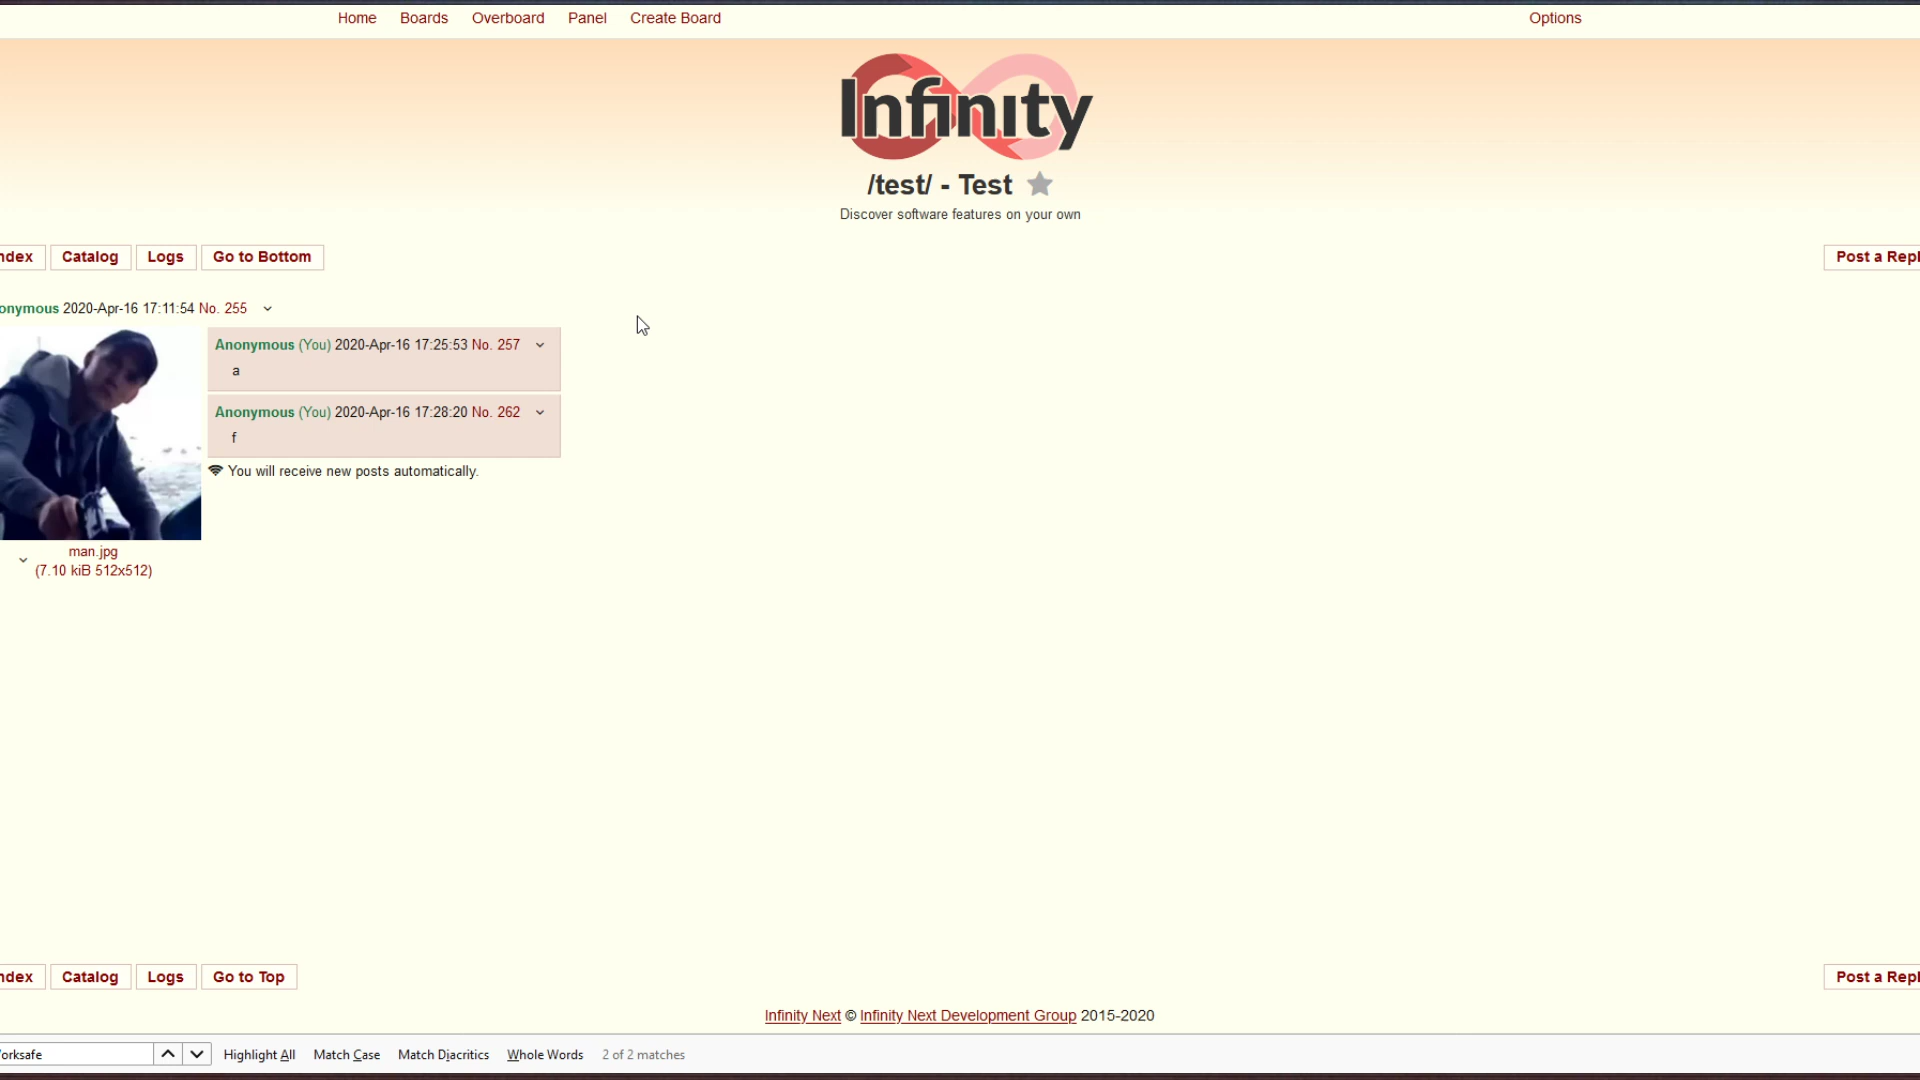 Home Boards Overboard Panel Create Board Options
Infinity
/test/ - Test
Discover software features on your own
ndex Catalog Logs Go to Bottom Post a Repl
onymous 2020-Apr-16 17:11:54 No. 255
Anonymous (You) 2020-Apr-16 17:25:53 No. 257
a
Anonymous (You) 2020-Apr-16 17:28:20 No. 262
f
You will receive new posts automatically.
man.jpg
(7.10 kiB 512x512)
ndex Catalog Logs Go to Top Post a Repl
Infinity Next © Infinity Next Development Group 2015-2020
orksafe Highlight All Match Case Match Diacritics Whole Words 2 of 2 matches